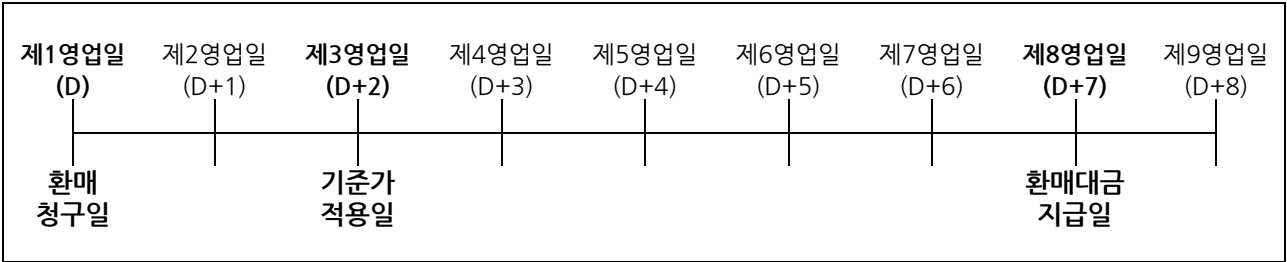 제1영업일 제2영업일 제3영업일 제4영업일 제5영업일 제6영업일 제7영업일 제8영업일 제9영업일
(D) (D+1) (D+2) (D+3) (D+4) (D+5) (D+6) (D+7) (D+8)
환매 기준가 환매대금
청구일 적용일 지급일